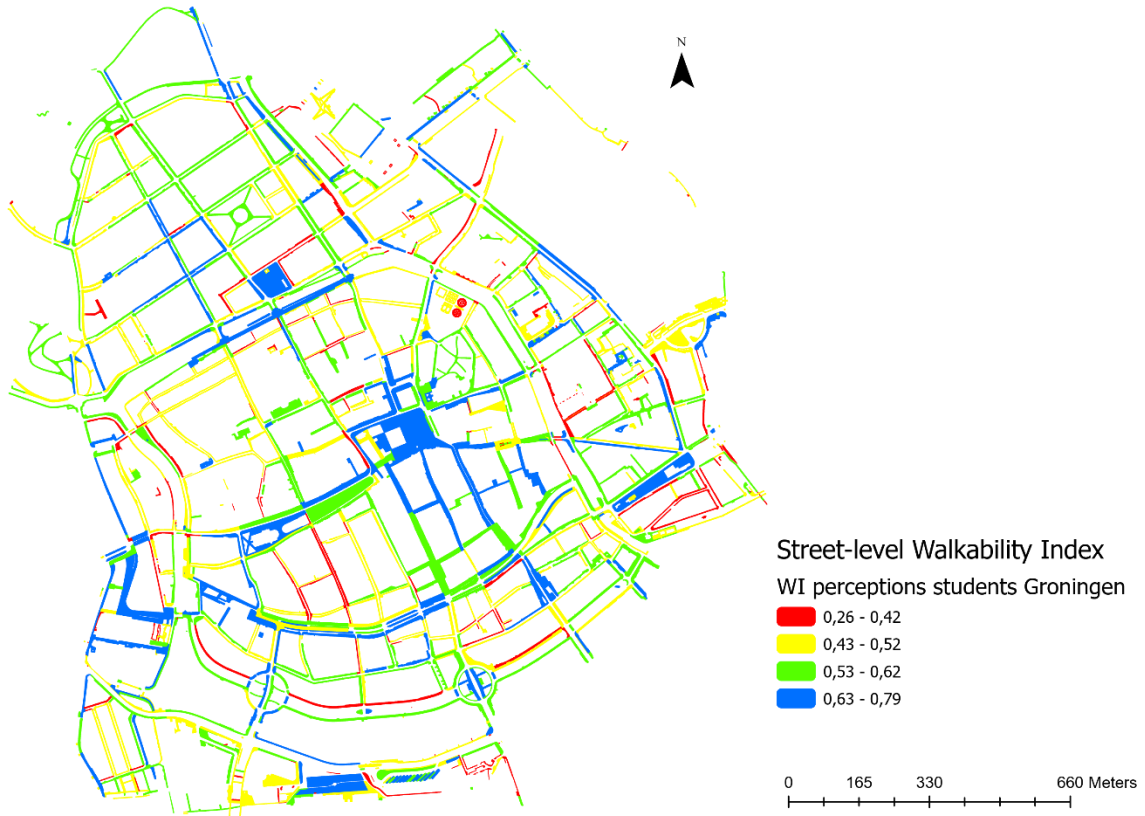 N
Street-level Walkability Index
WI perceptions students Groningen
0,26 - 0,42
0,43 - 0,52
0,53 - 0,62
0,63 - 0,79
0 165 330 660 Meters